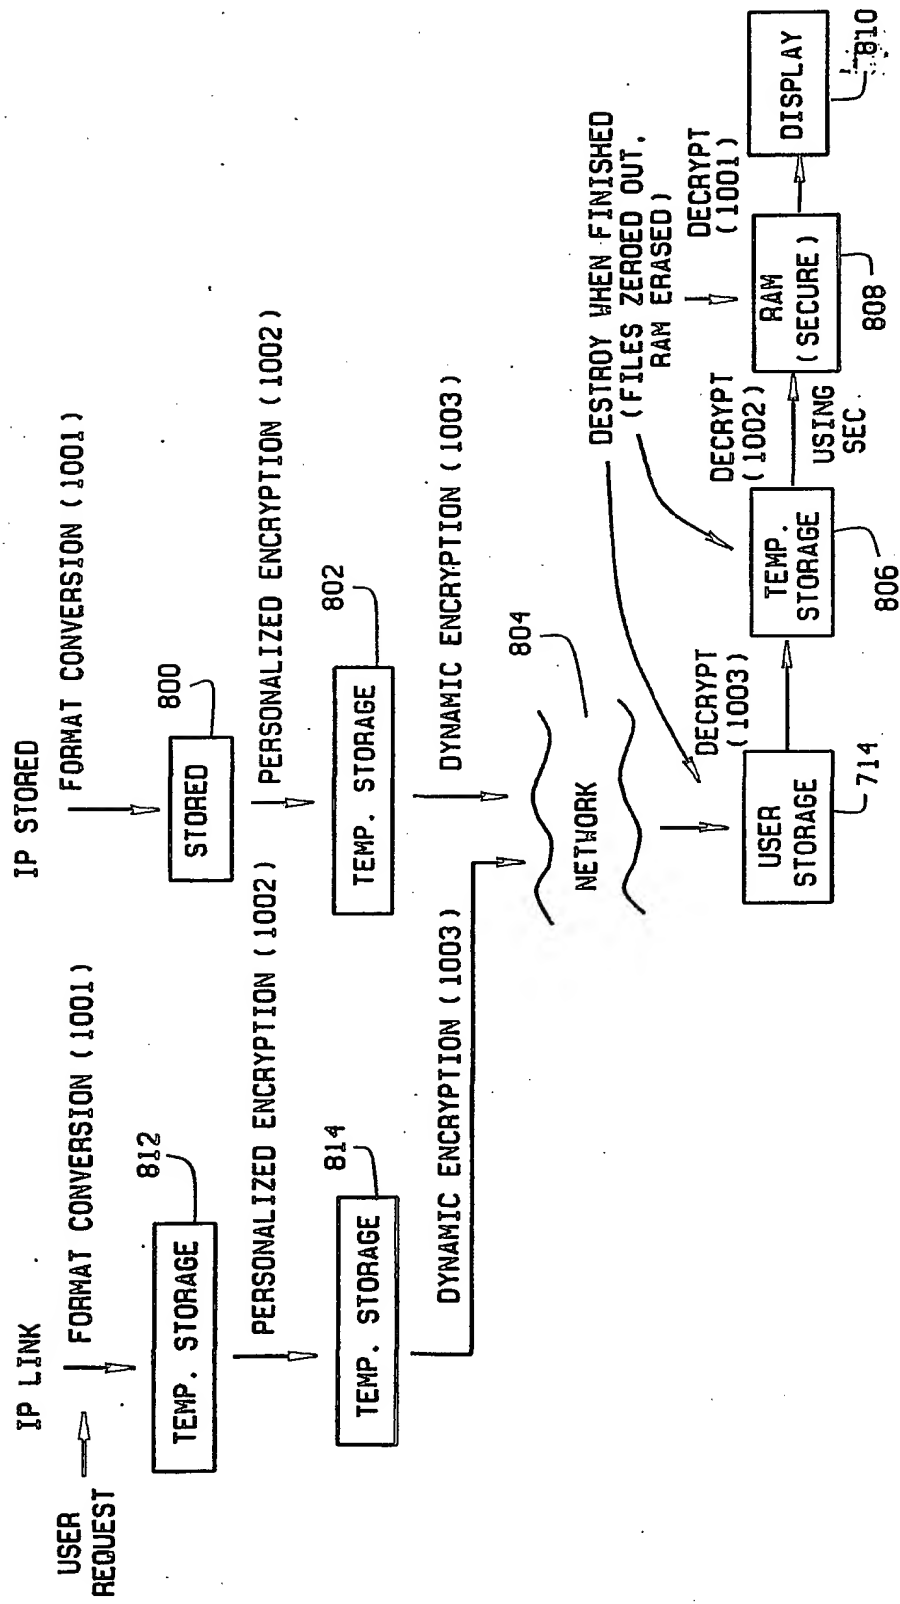 USER
REQUEST
IP LINK
FORMAT CONVERSION (1001)
812
TEMP. STORAGE
PERSONALIZED ENCRYPTION (1002)
814
TEMP. STORAGE
DYNAMIC ENCRYPTION (1003)
IP STORED
FORMAT CONVERSION (1001)
800
STORED
PERSONALIZED ENCRYPTION (1002)
802
TEMP. STORAGE
DYNAMIC ENCRYPTION (1003)
804
NETWORK
DESTROY WHEN FINISHED
(FILES ZEROED OUT,
RAM ERASED)
USER
STORAGE
714
DECRYPT
(1003)
TEMP.
STORAGE
806
DECRYPT
(1002)
USING
SEC
RAM
(SECURE)
808
DECRYPT
(1001)
DISPLAY
810